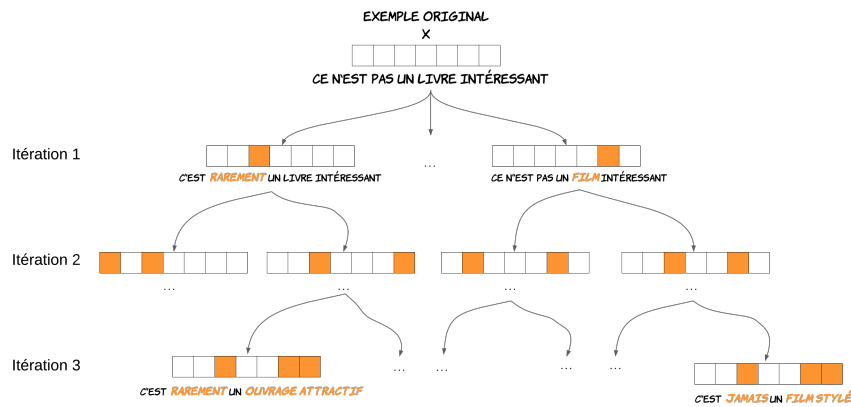 EXEMPLE ORIGINAL
X
CE N'EST PAS UN LIVRE INTÉRESSANT
Itération 1
...
C'EST RAREMENT UN LIVRE INTÉRESSANT
CE N'EST PAS UN FILM INTÉRESSANT
Itération 2
... ... ... ...
Itération 3
... ... ... ...
...
C'EST RAREMENT UN OUVRAGE ATTRACTIF
C'EST JAMAIS UN FILM STYLÉ